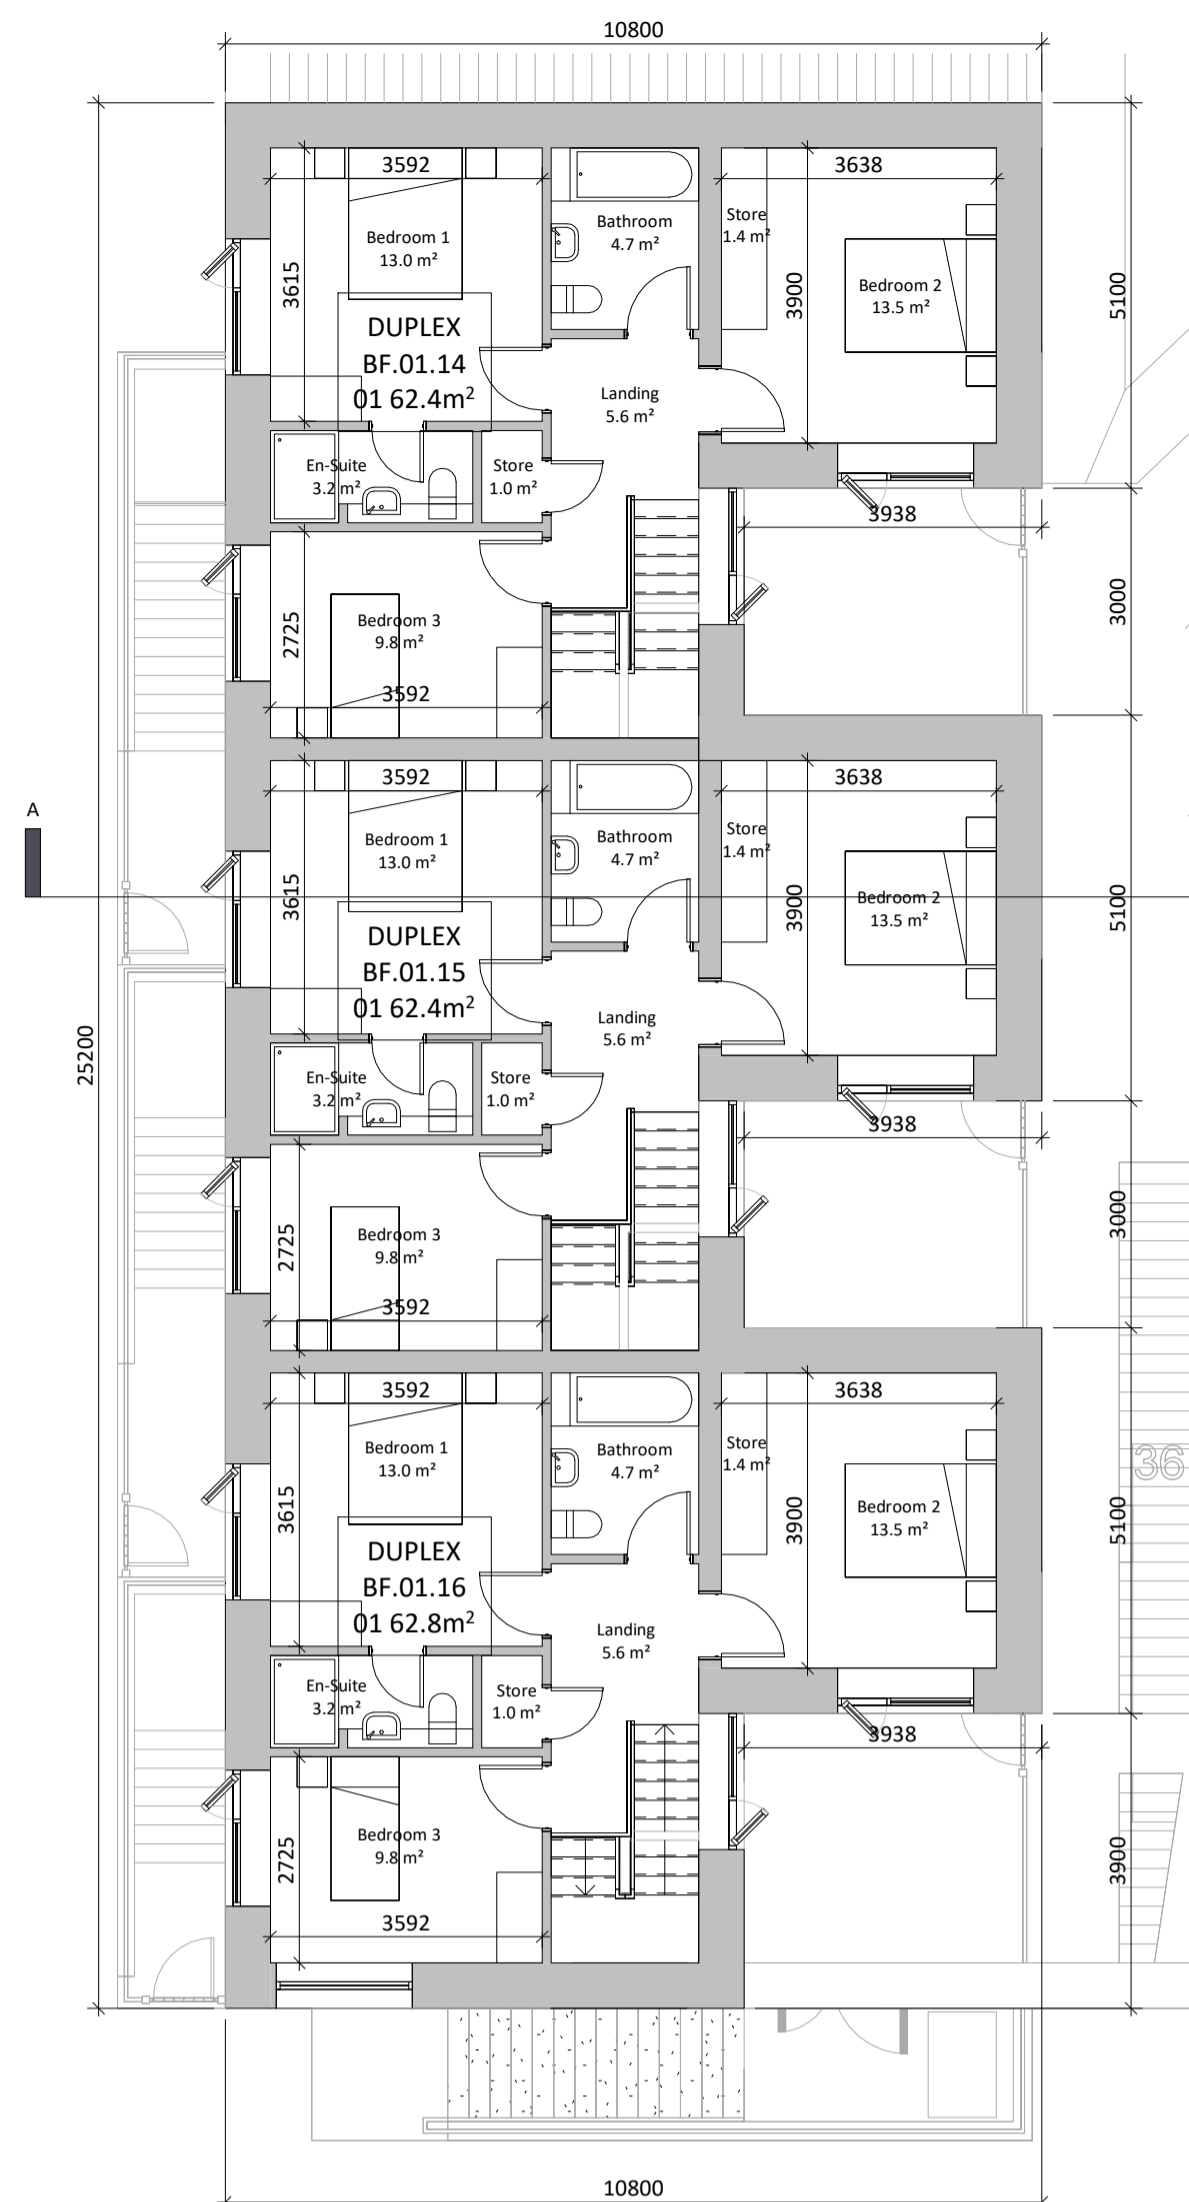 10800
3592
3638
Bathroom
4.7 m²
Store
1.4 m²
Bedroom 1
13.0 m²
3615
3900
Bedroom 2
13.5 m²
5100
DUPLEX
BF.01.14
01 62.4m²
Landing
5.6 m²
En-Suite
3.2 m²
Store
1.0 m²
3938
2725
Bedroom 3
9.8 m²
3000
3592
3592
3638
A
Bathroom
4.7 m²
Store
1.4 m²
Bedroom 1
13.0 m²
3615
3900
Bedroom 2
13.5 m²
5100
DUPLEX
BF.01.15
01 62.4m²
Landing
5.6 m²
25200
En-Suite
3.2 m²
Store
1.0 m²
3938
2725
Bedroom 3
9.8 m²
3000
3592
3592
3638
Bathroom
4.7 m²
Store
1.4 m²
Bedroom 1
13.0 m²
36
3615
3900
Bedroom 2
13.5 m²
5100
DUPLEX
BF.01.16
01 62.8m²
Landing
5.6 m²
En-Suite
3.2 m²
Store
1.0 m²
3938
2725
Bedroom 3
9.8 m²
3900
3592
10800